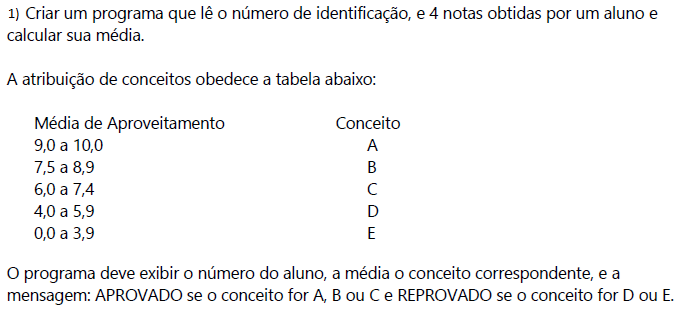 1) Criar um programa que lê o número de identificação, e 4 notas obtidas por um aluno e
calcular sua média.
A atribuição de conceitos obedece a tabela abaixo:
Média de Aproveitamento Conceito
9,0 a 10,0 A
7,5 a 8,9 B
6,0 a 7,4 C
4,0 a 5,9 D
0,0 a 3,9 E
O programa deve exibir o número do aluno, a média o conceito correspondente, e a
mensagem: APROVADO se o conceito for A, B ou C e REPROVADO se o conceito for D ou E.